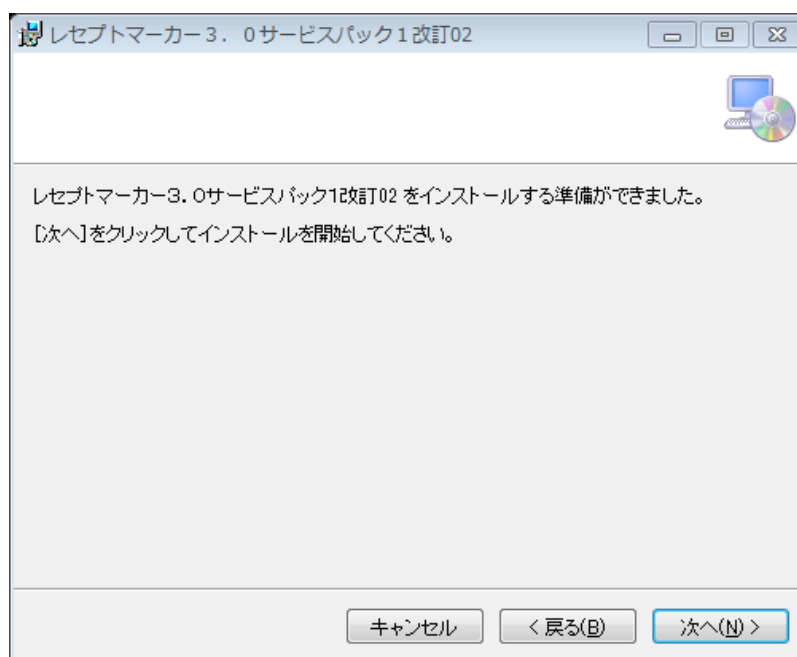 レセプトマーカー３．０サービスパック１改訂02
レセプトマーカー3．0サービスパック1改訂02 をインストールする準備ができました。
[次へ]をクリックしてインストールを開始してください。
キャンセル
< 戻る(B)
次へ(N) >